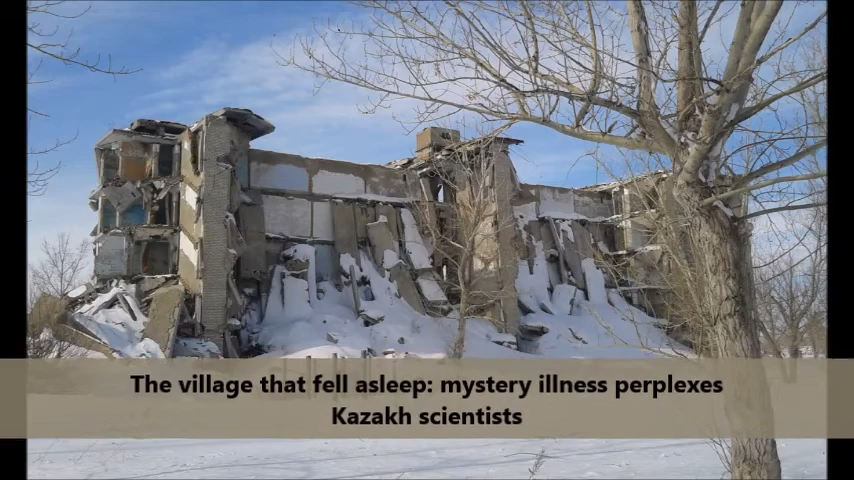 The village that fell asleep: mystery illness perplexes
Kazakh scientists